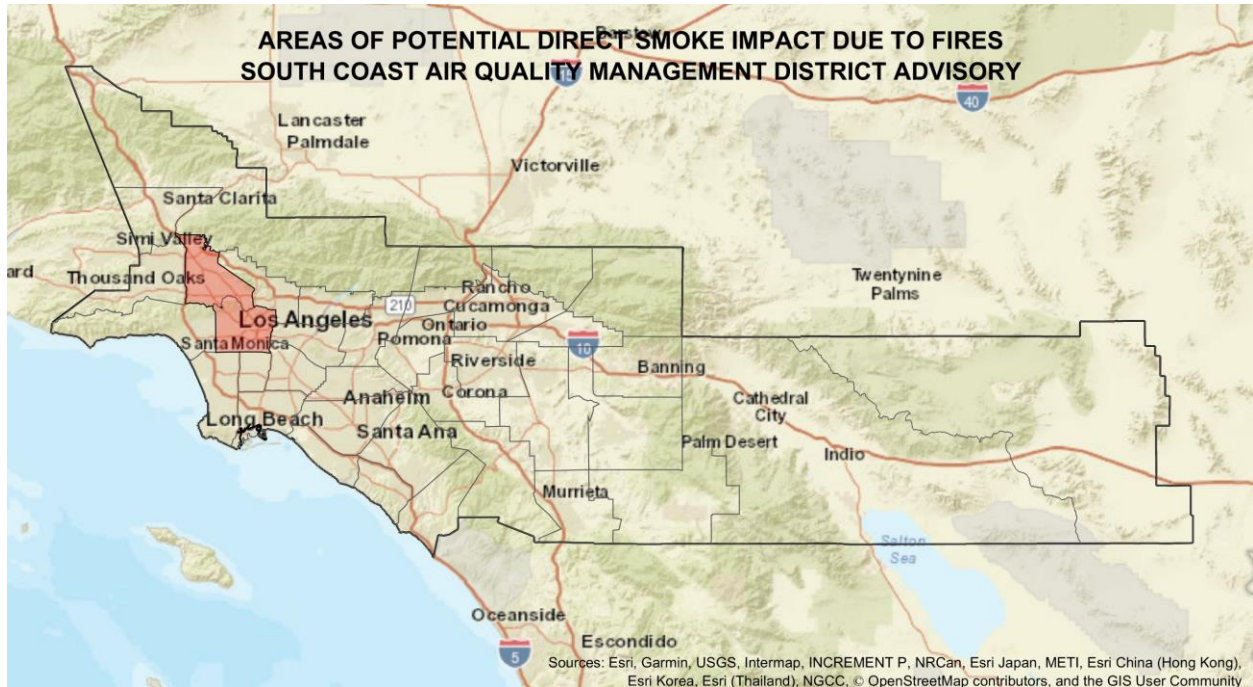 AREAS OF POTENTIAL DIRECT SMOKE IMPACT DUE TO FIRES
SOUTH COAST AIR QUALITY MANAGEMENT DISTRICT ADVISORY
Barstow
15
40
Lancaster
Palmdale
Victorville
Santa Clarita
Simi Valley
ard
Thousand Oaks
Twentynine
Palms
Rancho
Cucamonga
210
Los Angeles
Ontario
Santa Monica
Pomona
10
Riverside
Banning
Anaheim
Corona
Cathedral
City
Long Beach
Santa Ana
Palm Desert
Indio
Murrieta
Salton
Sea
Oceanside
Escondido
5
Sources: Esri, Garmin, USGS, Intermap, INCREMENT P, NRCan, Esri Japan, METI, Esri China (Hong Kong),
Esri Korea, Esri (Thailand), NGCC, © OpenStreetMap contributors, and the GIS User Community